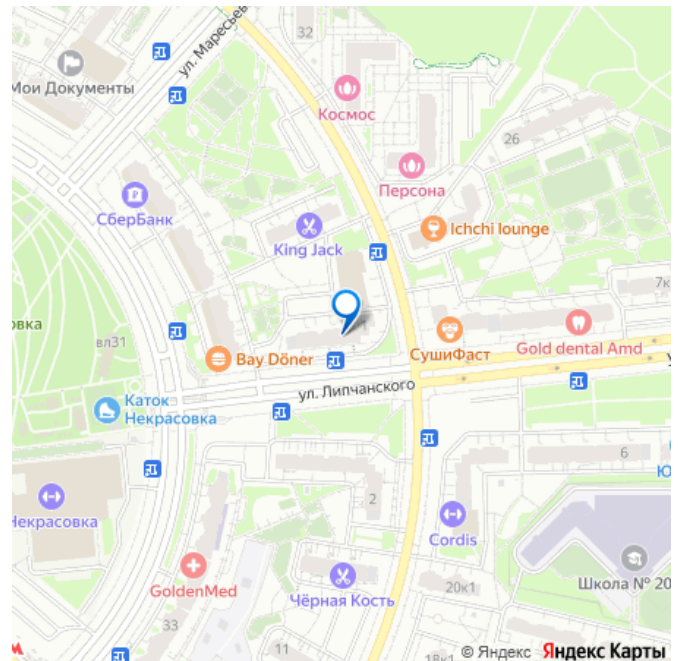 32
ул. Маресьев
Мои Документы
Космос
26
Персона
СберБанк
King Jack
Ichchi lounge
7к
овка
вл31
Bay Döner
СушиФаст
Gold dental Amd
У
ул. Липчанского
Каток
Некрасовка
6
Ю
2
Некрасовка
Cordis
GoldenMed
Чёрная Кость
20к1
Школа № 20
33
11
18к1
© Яндекс Яндекс Карты